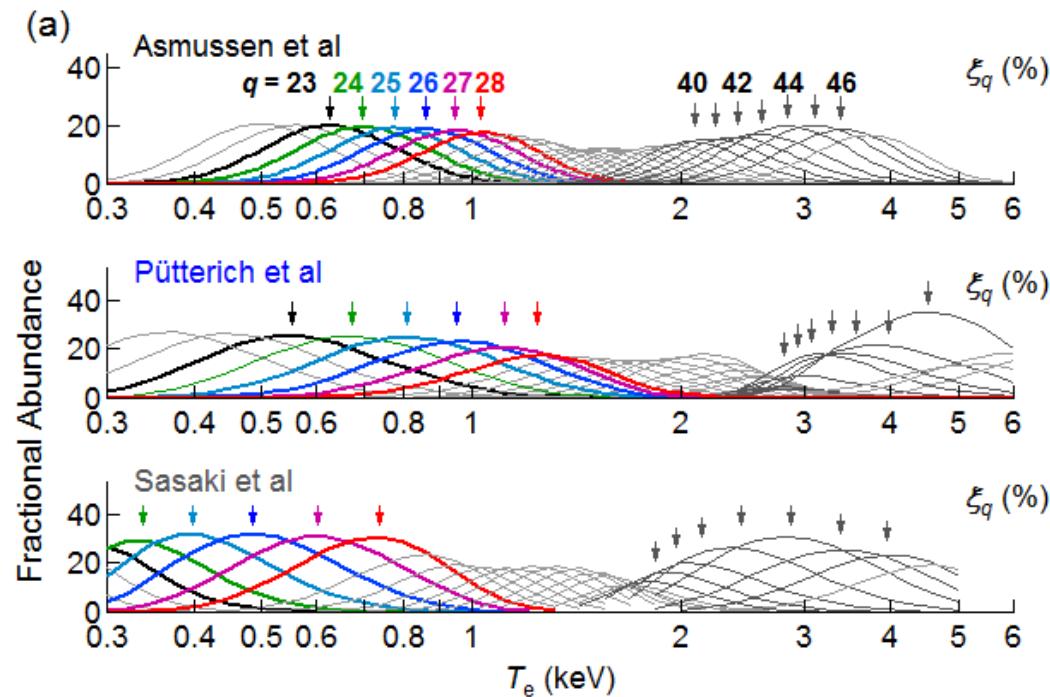 (a)
Asmussen et al
q = 23 24 25 26 27 28 40 42 44 46 ξq (%)
40
20
0
0.3 0.4 0.5 0.6 0.8 1 2 3 4 5 6
Pütterich et al
ξq (%)
40
20
0
0.3 0.4 0.5 0.6 0.8 1 2 3 4 5 6
Sasaki et al
ξq (%)
40
20
0
0.3 0.4 0.5 0.6 0.8 1 2 3 4 5 6
Fractional Abundance
Te (keV)